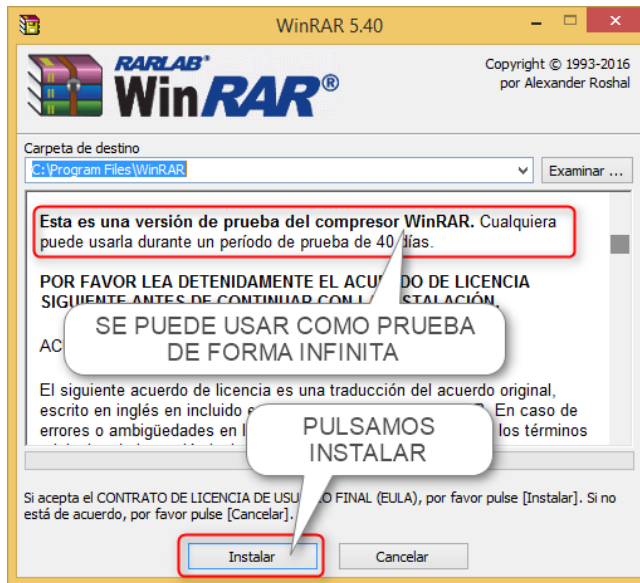 WinRAR 5.40
RARLAB®
WinRAR®
Copyright © 1993-2016
por Alexander Roshal
Carpeta de destino
C:\Program Files\WinRAR
Examinar ...
Esta es una versión de prueba del compresor WinRAR. Cualquiera
puede usarla durante un período de prueba de 40 días.
POR FAVOR LEA DETENIDAMENTE EL DO DE LICENCIA
SIGUIENTE ANTES DE CONTINUAR CON
SE PUEDE USAR COMO PRUEBA
DE FORMA INFINITA
El siguiente acuerdo de licencia es una traducción del acuerdo original,
escrito en inglés en incluido En caso de
errores o ambigüedades en los términos
PULSAMOS
INSTALAR
Si acepta el CONTRATO DE LICENCIA DE FINAL (EULA), por favor pulse [Instalar]. Si no
está de acuerdo, por favor pulse [Cancelar].
Instalar
Cancelar